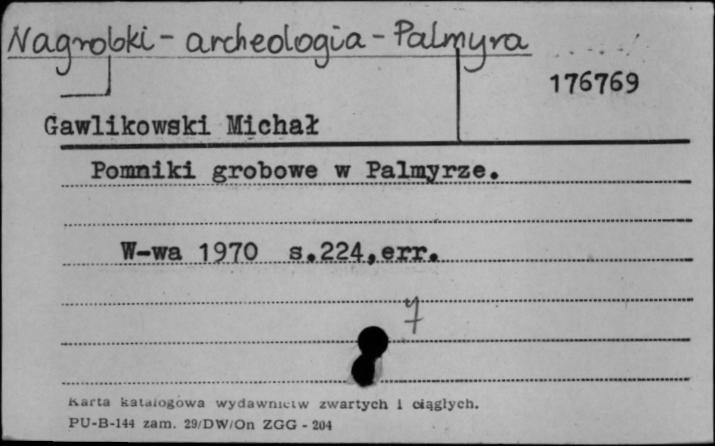 Nagrobki - archeologia - Palmyra
176769
Gawlikowski Michał
Pomniki grobowe w Palmyrze.
W-wa 1970 s.224,err.
Karta katalogowa wydawnictw zwartych i ciągłych.
PU-B-144 zam. 29/DW/On ZGG - 204